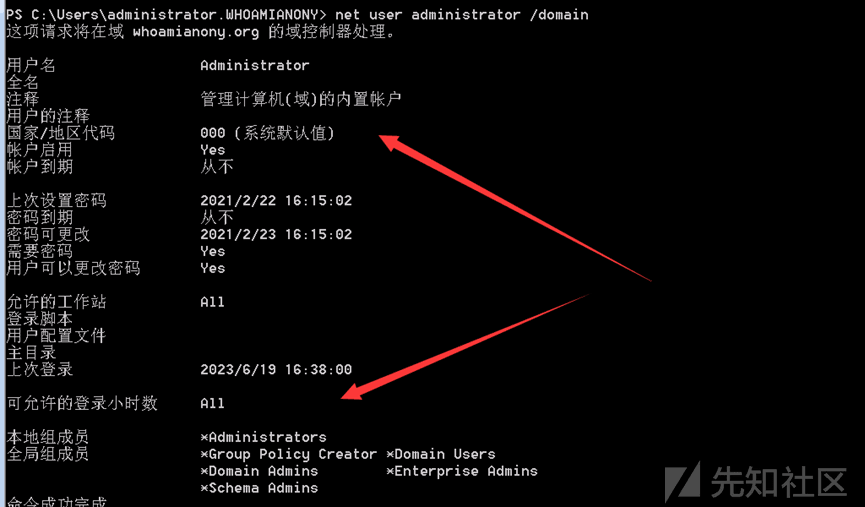 PS C:\Users\administrator.WHOAMIANONY> net user administrator /domain
这项请求将在域 whoamianony.org 的域控制器处理。
用户名 Administrator
全名
注释 管理计算机(域)的内置帐户
用户的注释
国家/地区代码 000 (系统默认值)
帐户启用 Yes
帐户到期 从不
上次设置密码 2021/2/22 16:15:02
密码到期 从不
密码可更改 2021/2/23 16:15:02
需要密码 Yes
用户可以更改密码 Yes
允许的工作站 All
登录脚本
用户配置文件
主目录
上次登录 2023/6/19 16:38:00
可允许的登录小时数 All
本地组成员 *Administrators
全局组成员 *Group Policy Creator *Domain Users
*Domain Admins *Enterprise Admins
*Schema Admins
命令成功完成
先知社区